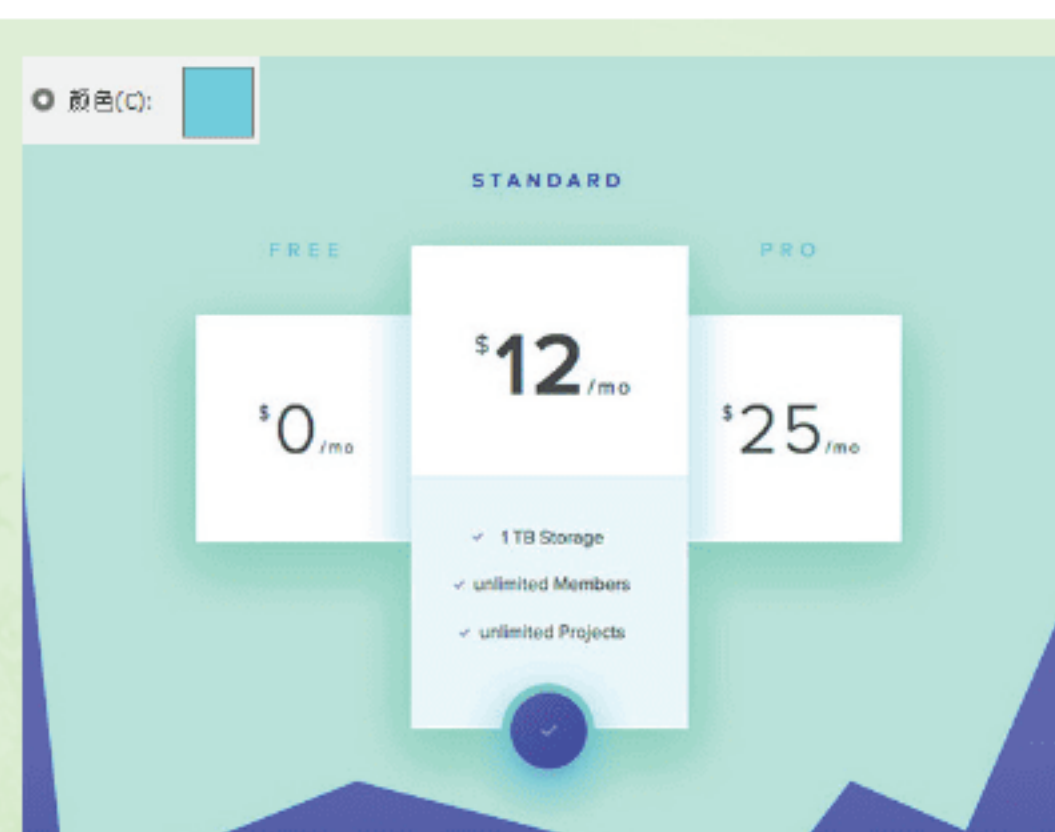 颜色(C):
STANDARD
FREE
PRO
$12/mo
$0/mo
$25/mo
✓ 1 TB Storage
✓ unlimited Members
✓ unlimited Projects